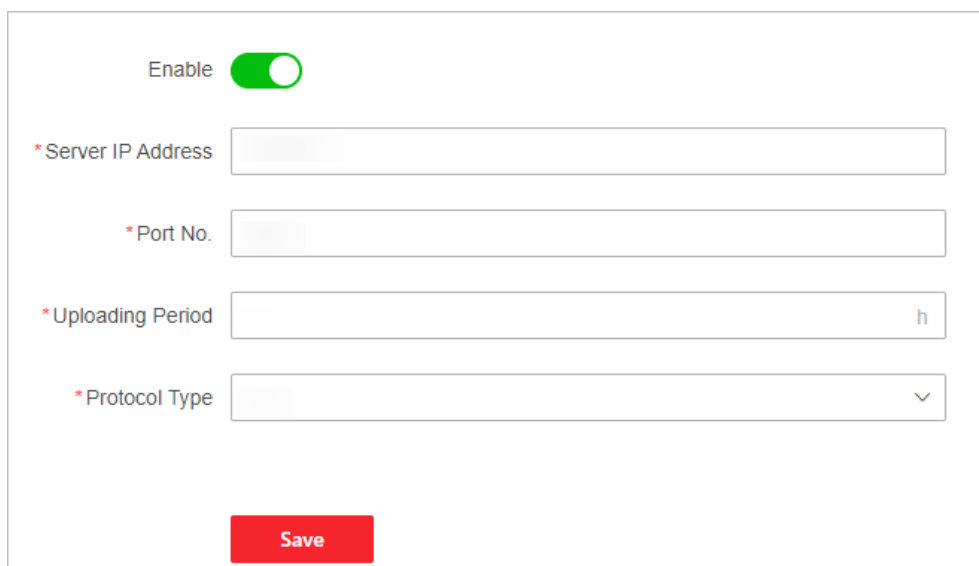 Enable
*Server IP Address
*Port No.
*Uploading Period h
*Protocol Type
Save